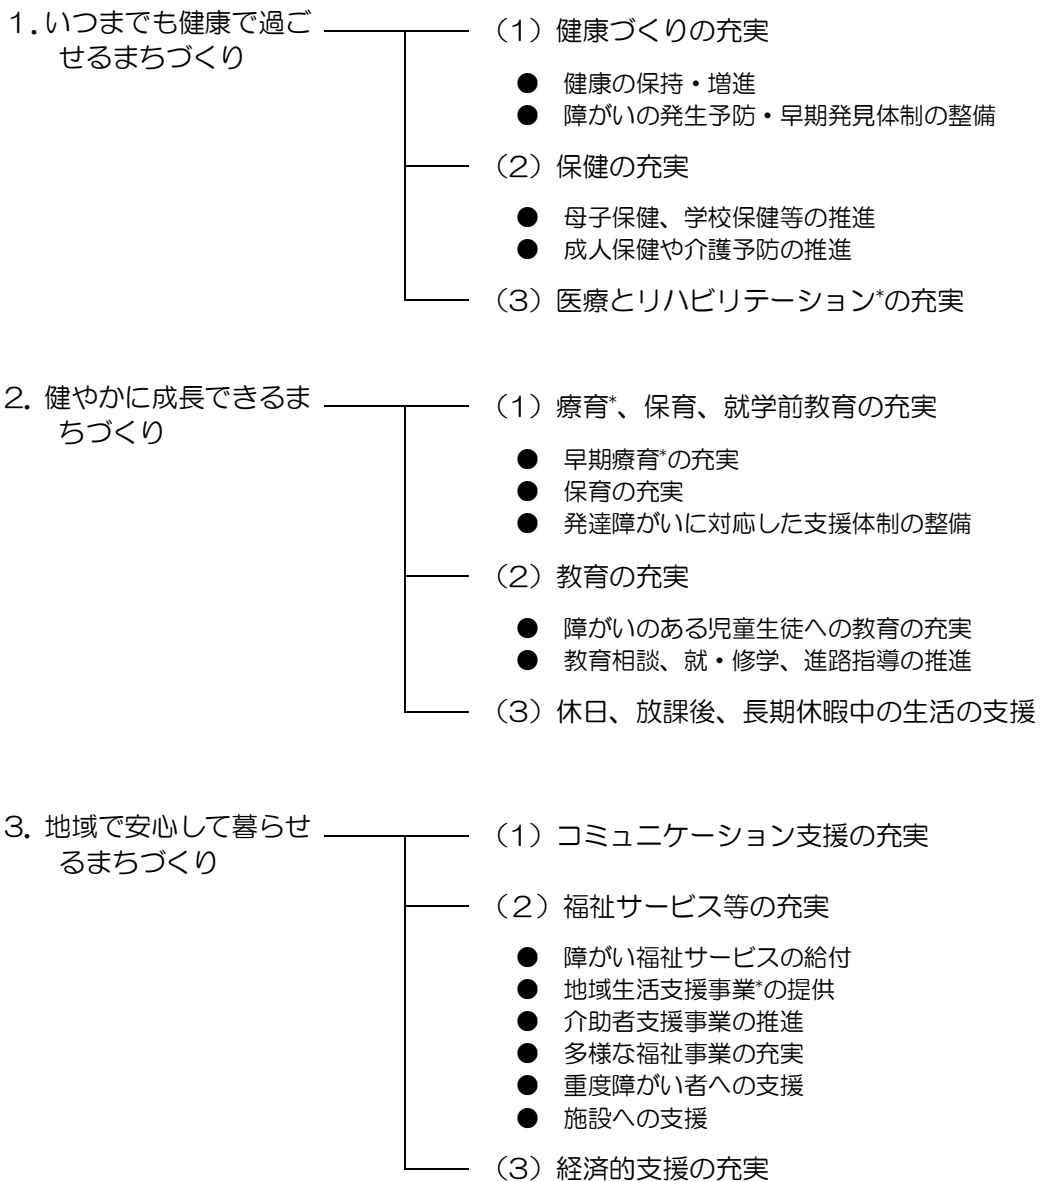 1.いつまでも健康で過ご
せるまちづくり
（1）健康づくりの充実
● 健康の保持・増進
● 障がいの発生予防・早期発見体制の整備
（2）保健の充実
● 母子保健、学校保健等の推進
● 成人保健や介護予防の推進
（3）医療とリハビリテーション*の充実
2. 健やかに成長できるま
ちづくり
（1）療育*、保育、就学前教育の充実
● 早期療育*の充実
● 保育の充実
● 発達障がいに対応した支援体制の整備
（2）教育の充実
● 障がいのある児童生徒への教育の充実
● 教育相談、就・修学、進路指導の推進
（3）休日、放課後、長期休暇中の生活の支援
3. 地域で安心して暮らせ
るまちづくり
（1）コミュニケーション支援の充実
（２）福祉サービス等の充実
● 障がい福祉サービスの給付
● 地域生活支援事業*の提供
● 介助者支援事業の推進
● 多様な福祉事業の充実
● 重度障がい者への支援
● 施設への支援
（3）経済的支援の充実